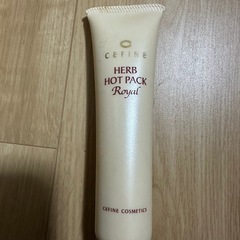 CEFINE
HERB
HOT PACK
Royal
CEFINE COSMETICS